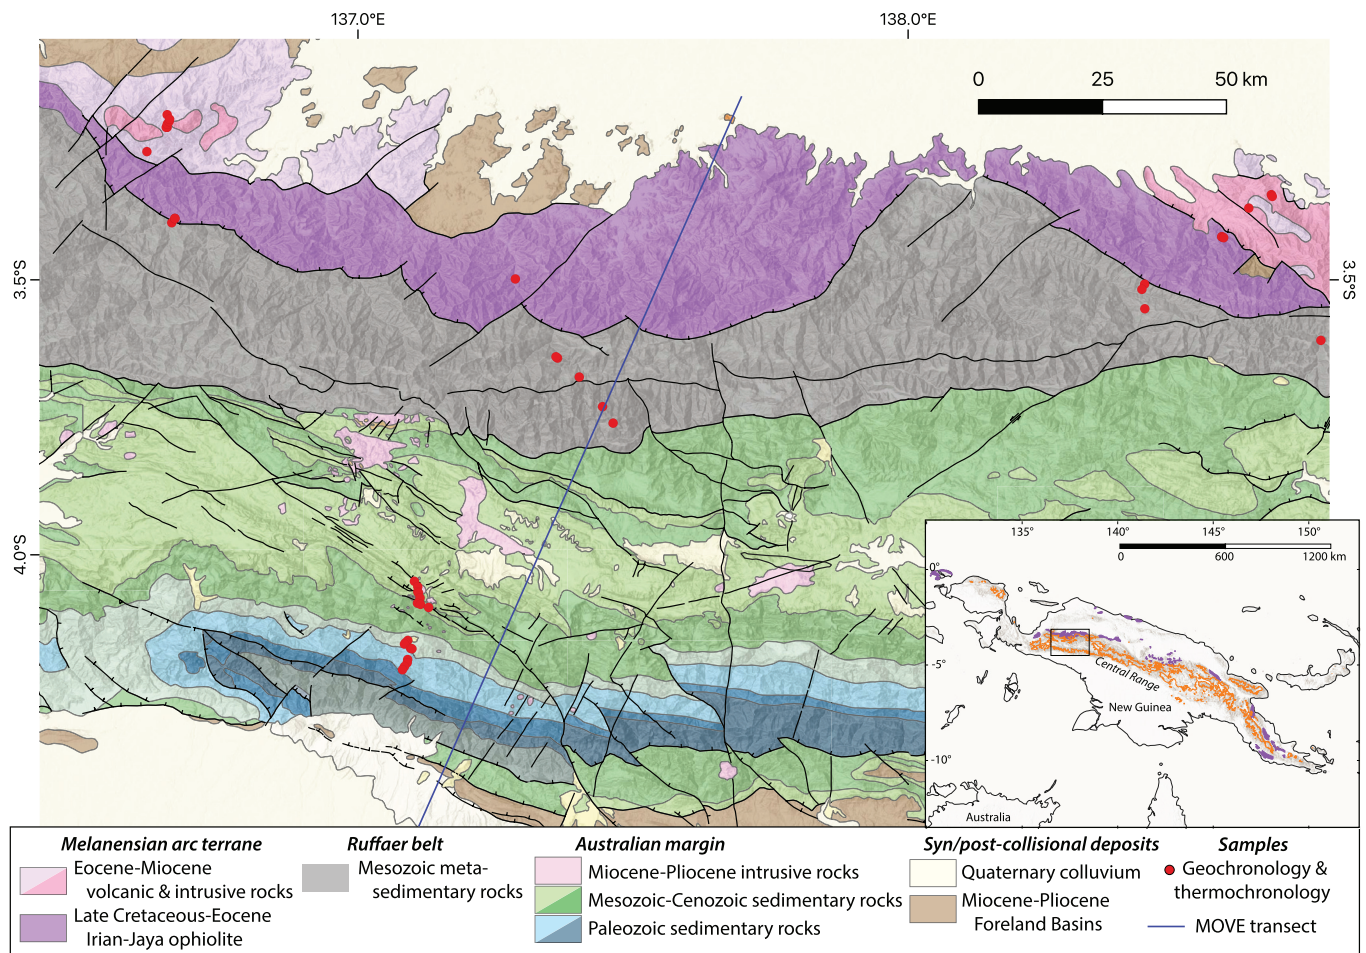 137.0°E
138.0°E
0
25
50 km
3.5°S
3.5°S
4.0°S
135°
140°
145°
150°
0
600
1200 km
0°
-5°
-10°
Central Range
New Guinea
Australia
Melanensian arc terrane
Eocene-Miocene
volcanic & intrusive rocks
Late Cretaceous-Eocene
Irian-Jaya ophiolite
Ruffaer belt
Mesozoic meta-
sedimentary rocks
Australian margin
Miocene-Pliocene intrusive rocks
Mesozoic-Cenozoic sedimentary rocks
Paleozoic sedimentary rocks
Syn/post-collisional deposits
Quaternary colluvium
Miocene-Pliocene
Foreland Basins
Samples
Geochronology &
thermochronology
MOVE transect